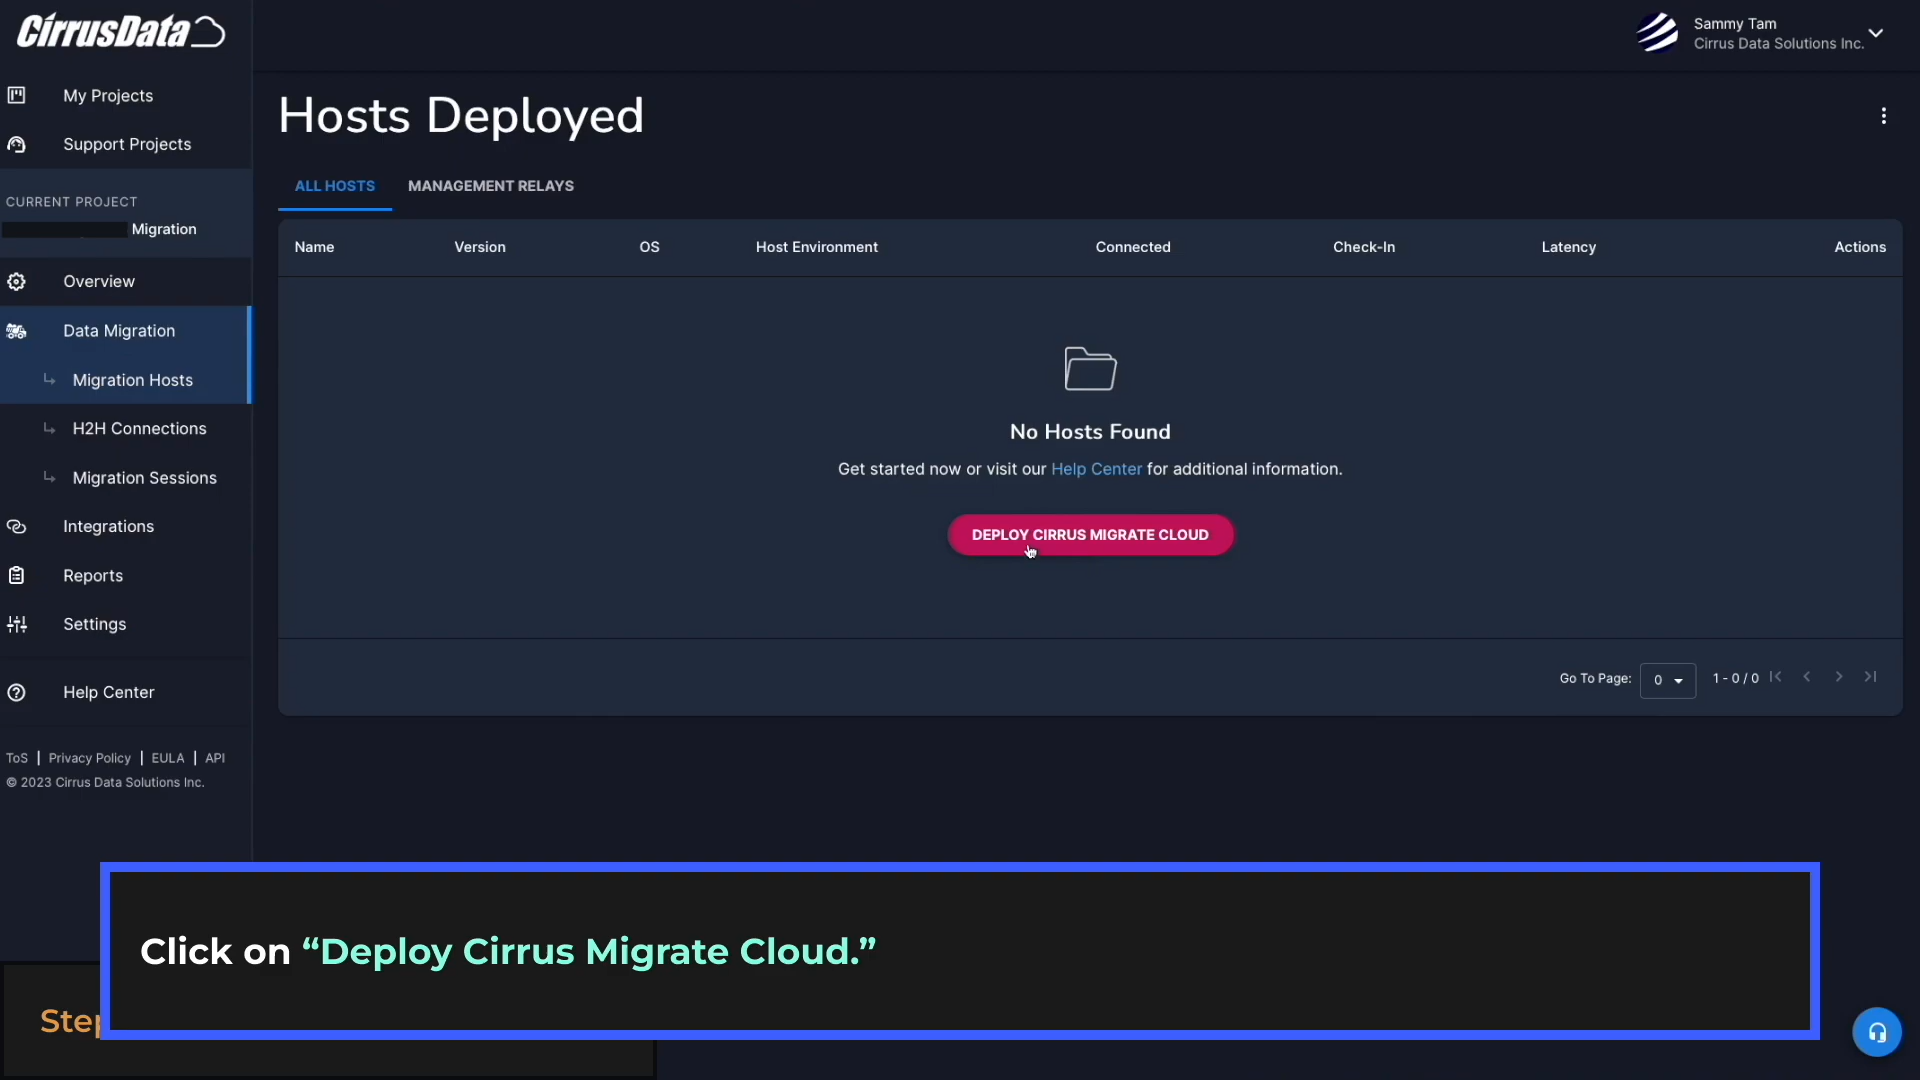 CirrusData
Sammy Tam
Cirrus Data Solutions Inc.
My Projects
Support Projects
CURRENT PROJECT
Migration
Overview
Data Migration
Migration Hosts
H2H Connections
Migration Sessions
Integrations
Reports
Settings
Help Center
ToS | Privacy Policy | EULA | API
© 2023 Cirrus Data Solutions Inc.
Hosts Deployed
ALL HOSTS MANAGEMENT RELAYS
Name Version OS Host Environment Connected Check-In Latency Actions
No Hosts Found
Get started now or visit our Help Center for additional information.
DEPLOY CIRRUS MIGRATE CLOUD
Go To Page: 0 1 - 0 / 0
Click on “Deploy Cirrus Migrate Cloud.”
Step